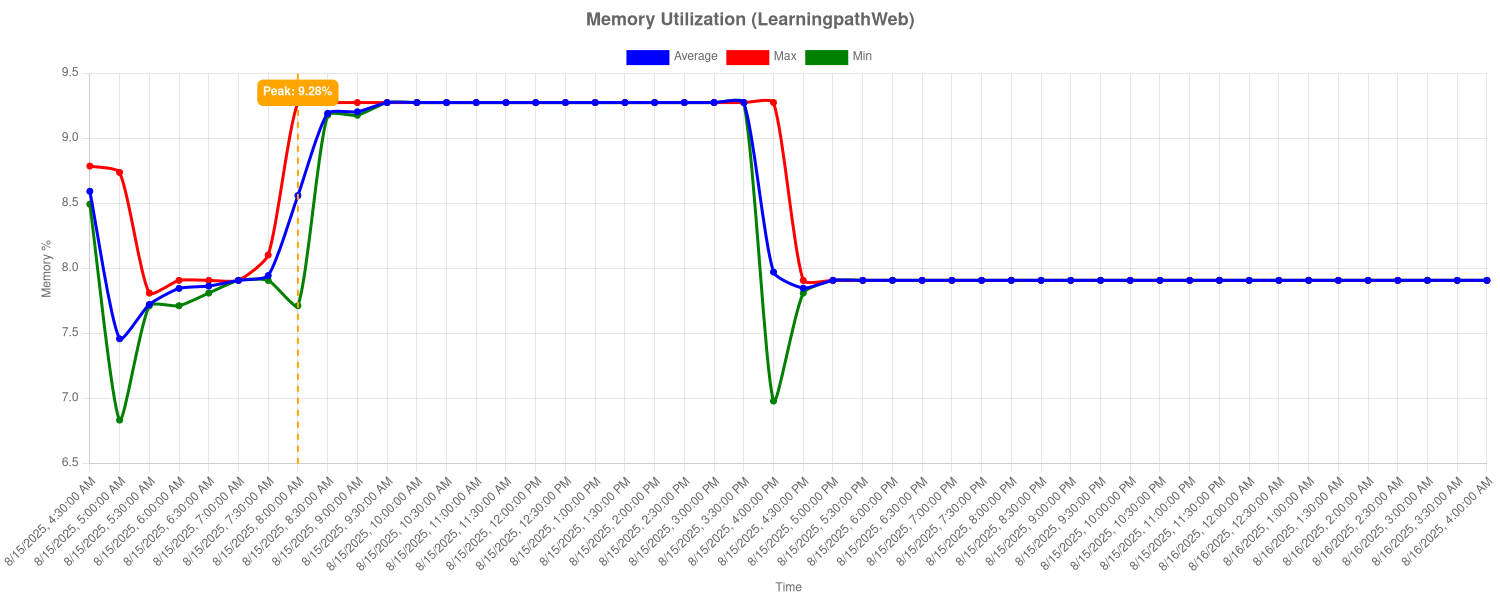 Memory Utilization (LearningpathWeb)
Average Max Min
Peak: 9.28%
9.5
9.0
8.5
8.0
7.5
7.0
6.5
Memory %
8/15/2025, 4:30:00 AM
8/15/2025, 5:00:00 AM
8/15/2025, 5:30:00 AM
8/15/2025, 6:00:00 AM
8/15/2025, 6:30:00 AM
8/15/2025, 7:00:00 AM
8/15/2025, 7:30:00 AM
8/15/2025, 8:00:00 AM
8/15/2025, 8:30:00 AM
8/15/2025, 9:00:00 AM
8/15/2025, 9:30:00 AM
8/15/2025, 10:00:00 AM
8/15/2025, 10:30:00 AM
8/15/2025, 11:00:00 AM
8/15/2025, 11:30:00 AM
8/15/2025, 12:00:00 PM
8/15/2025, 12:30:00 PM
8/15/2025, 1:00:00 PM
8/15/2025, 1:30:00 PM
8/15/2025, 2:00:00 PM
8/15/2025, 2:30:00 PM
8/15/2025, 3:00:00 PM
8/15/2025, 3:30:00 PM
8/15/2025, 4:00:00 PM
8/15/2025, 4:30:00 PM
8/15/2025, 5:00:00 PM
8/15/2025, 5:30:00 PM
8/15/2025, 6:00:00 PM
8/15/2025, 6:30:00 PM
8/15/2025, 7:00:00 PM
8/15/2025, 7:30:00 PM
8/15/2025, 8:00:00 PM
8/15/2025, 8:30:00 PM
8/15/2025, 9:00:00 PM
8/15/2025, 9:30:00 PM
8/15/2025, 10:00:00 PM
8/15/2025, 10:30:00 PM
8/15/2025, 11:00:00 PM
8/15/2025, 11:30:00 PM
8/16/2025, 12:00:00 AM
8/16/2025, 12:30:00 AM
8/16/2025, 1:00:00 AM
8/16/2025, 1:30:00 AM
8/16/2025, 2:00:00 AM
8/16/2025, 2:30:00 AM
8/16/2025, 3:00:00 AM
8/16/2025, 3:30:00 AM
8/16/2025, 4:00:00 AM
Time